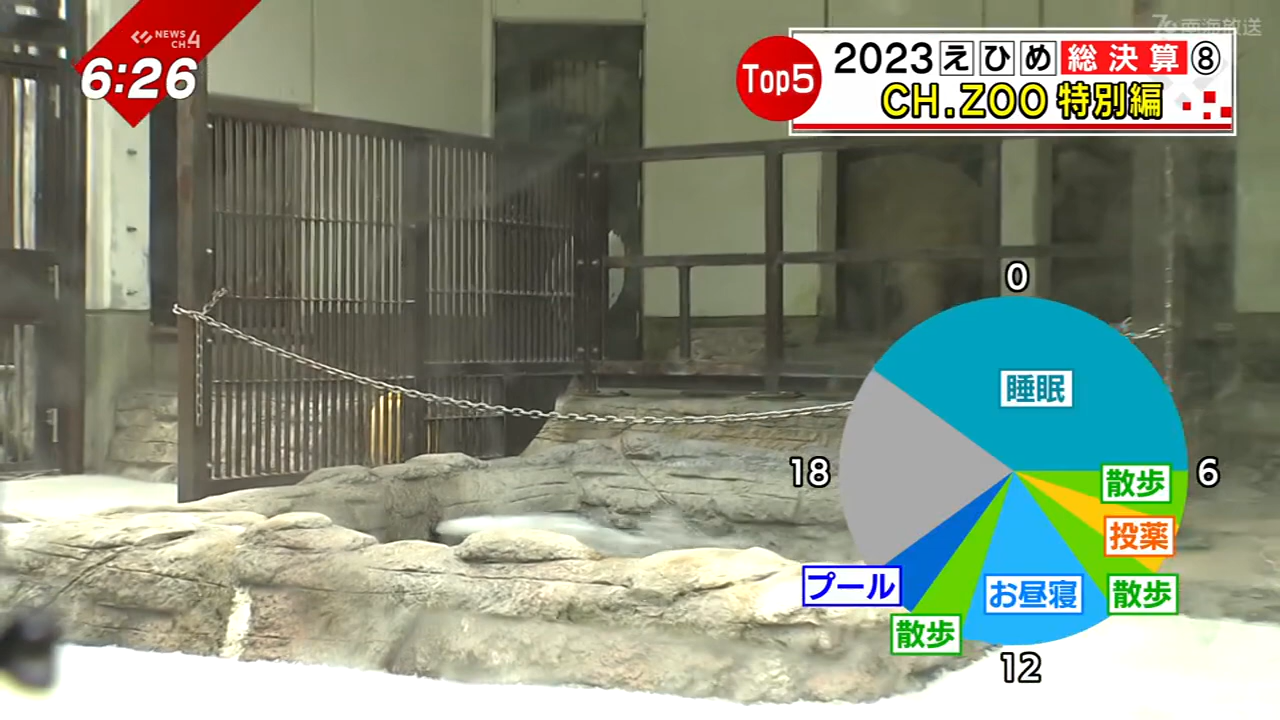 NEWS
CH.4
6:26
南海放送
Top5
2023えひめ総決算⑧
CH.ZOO 特別編
0
睡眠
6
18
散歩
投薬
散歩
お昼寝
プール
散歩
12